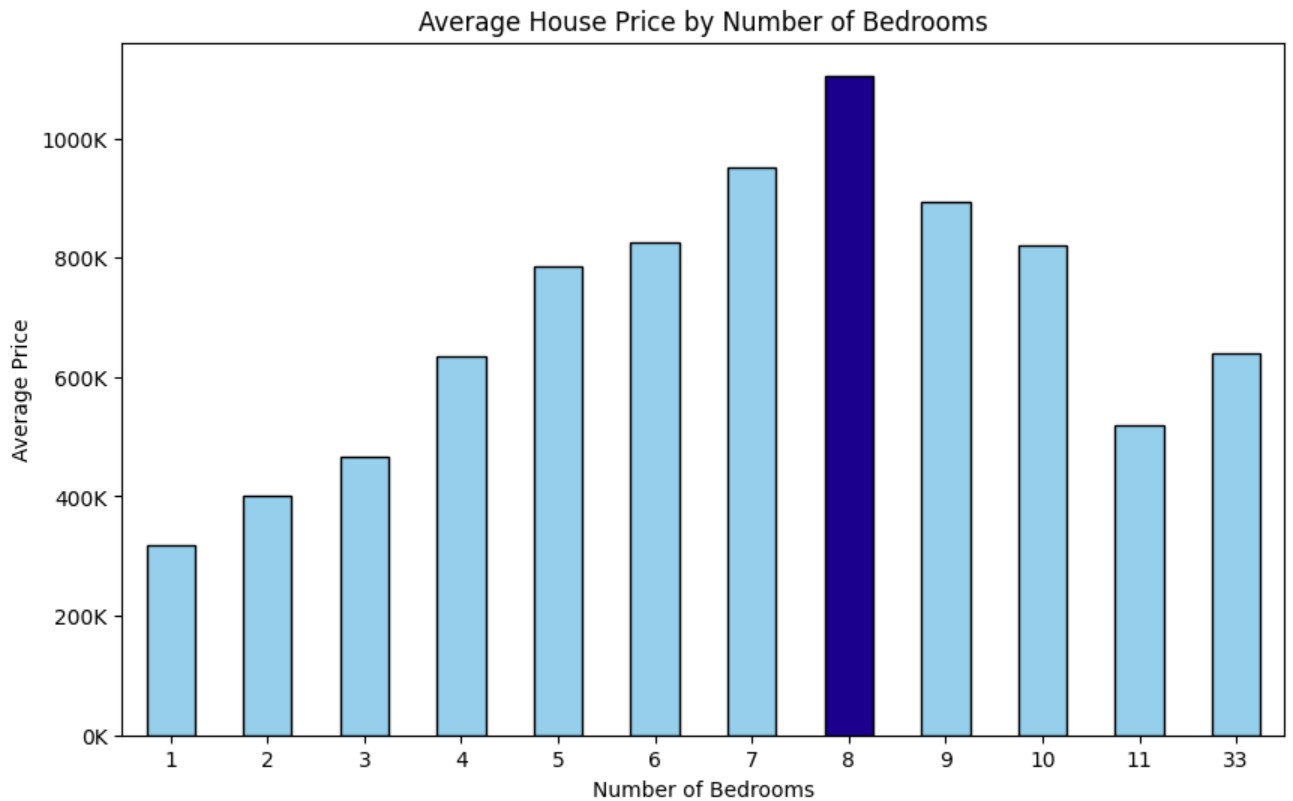 Average House Price by Number of Bedrooms
Average Price
1000K
800K
600K
400K
200K
0K
1 2 3 4 5 6 7 8 9 10 11 33
Number of Bedrooms